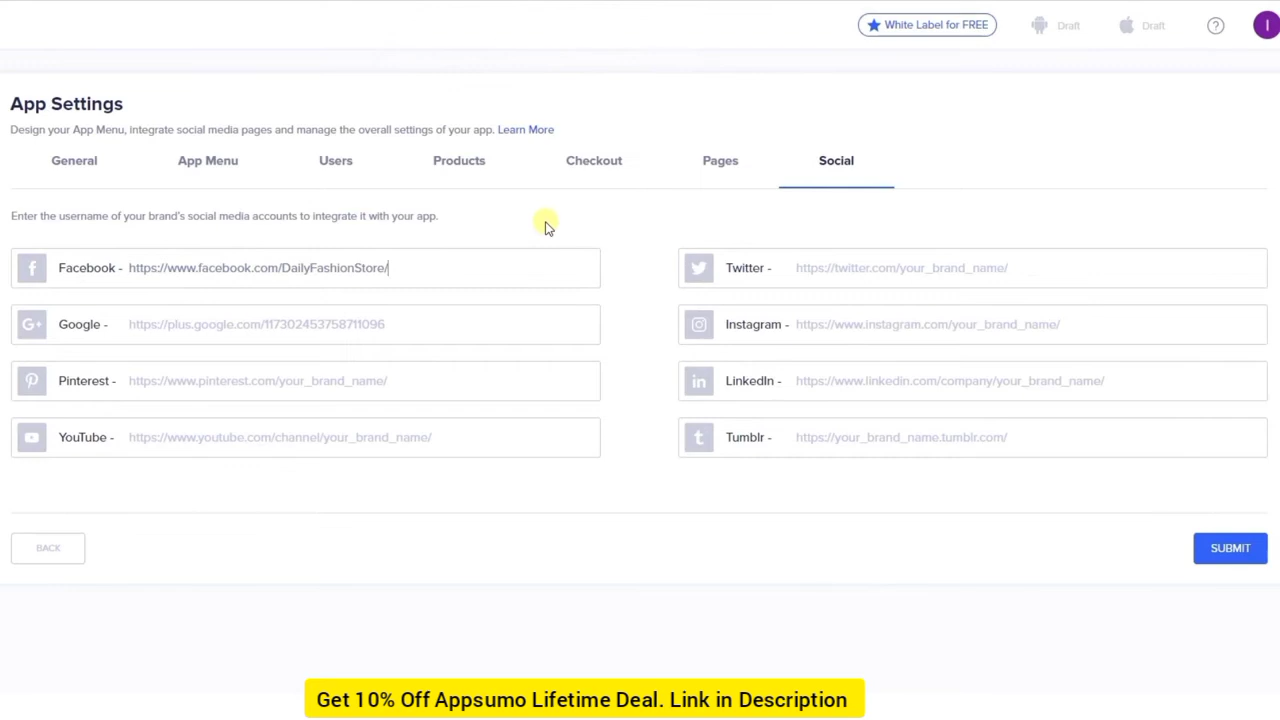 White Label for FREE
Draft
Draft
?
I
App Settings
Design your App Menu, integrate social media pages and manage the overall settings of your app. Learn More
General
App Menu
Users
Products
Checkout
Pages
Social
Enter the username of your brand's social media accounts to integrate it with your app.
Facebook - https://www.facebook.com/DailyFashionStore/
Twitter - https://twitter.com/your_brand_name/
Google - https://plus.google.com/117302453758711096
Instagram - https://www.instagram.com/your_brand_name/
Pinterest - https://www.pinterest.com/your_brand_name/
LinkedIn - https://www.linkedin.com/company/your_brand_name/
YouTube - https://www.youtube.com/channel/your_brand_name/
Tumblr - https://your_brand_name.tumblr.com/
BACK
SUBMIT
Get 10% Off Appsumo Lifetime Deal. Link in Description